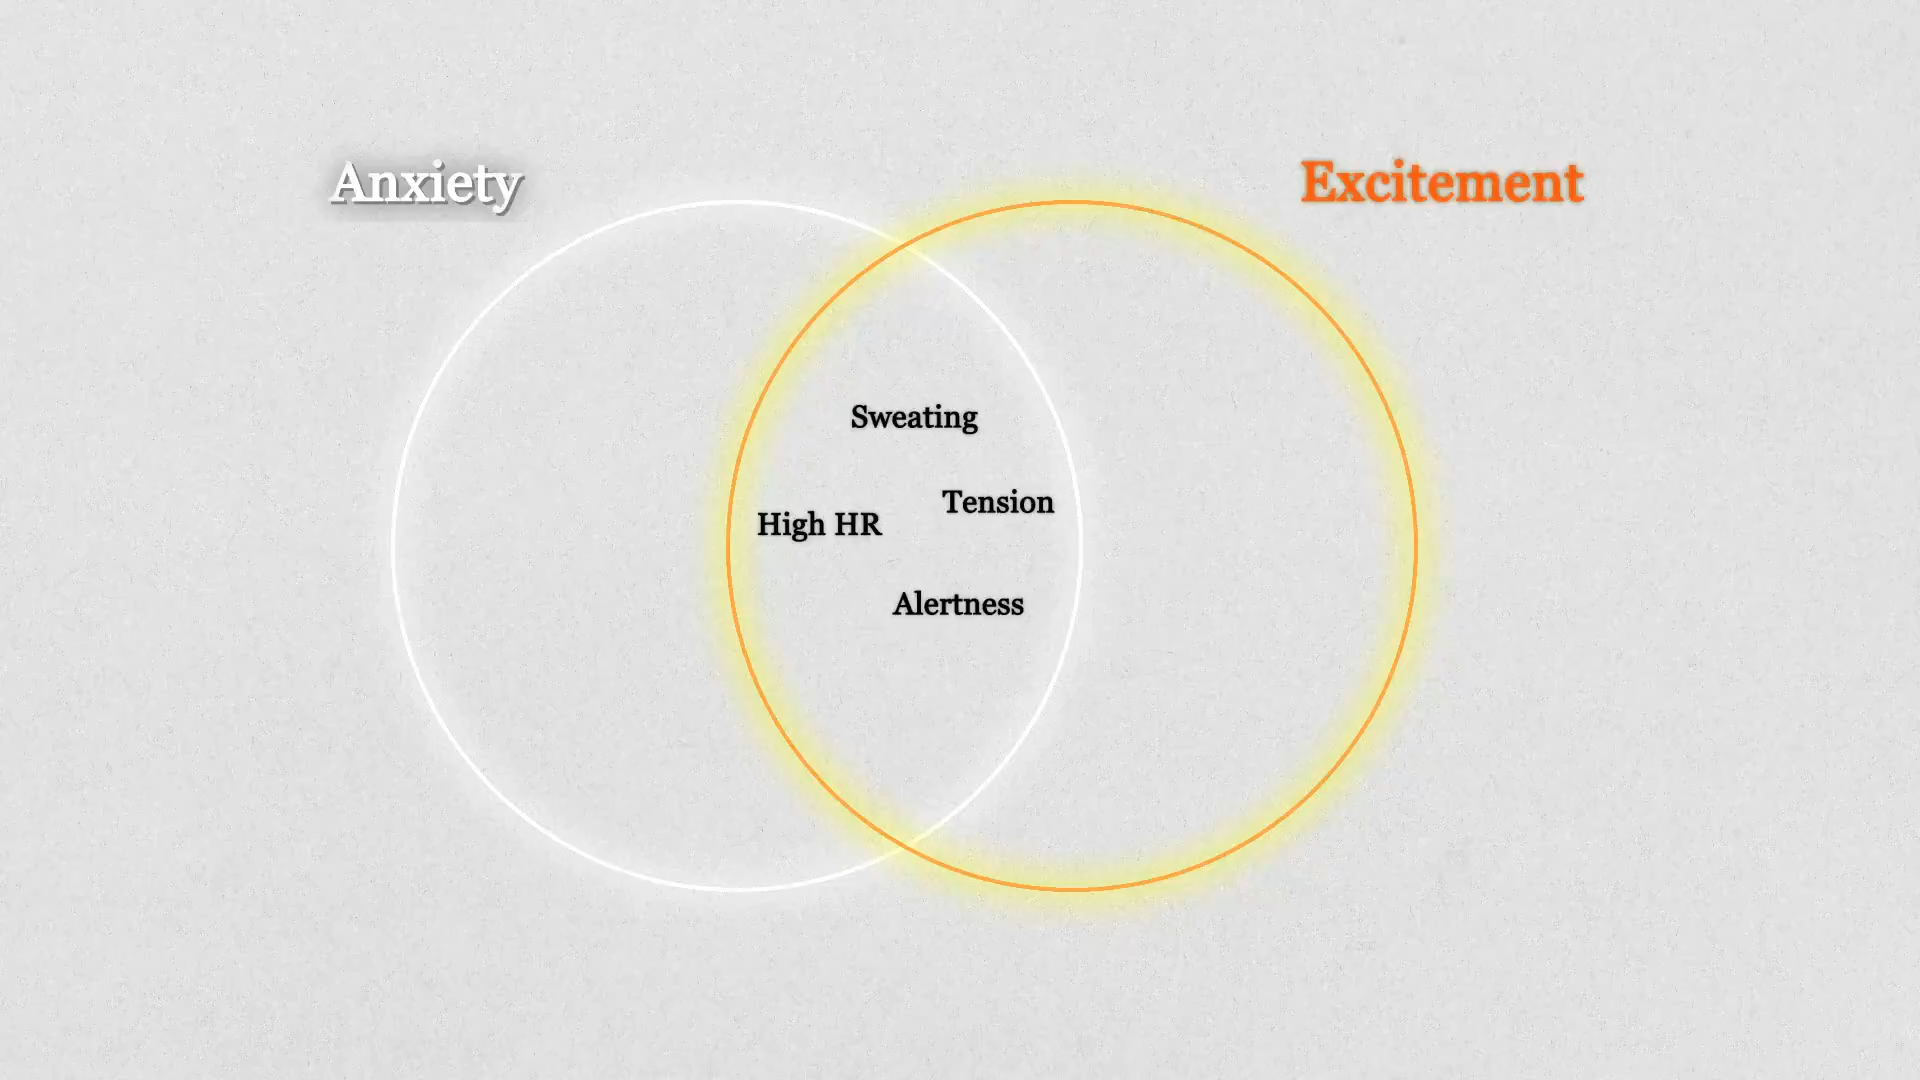 Anxiety
Excitement
Sweating
Tension
High HR
Alertness